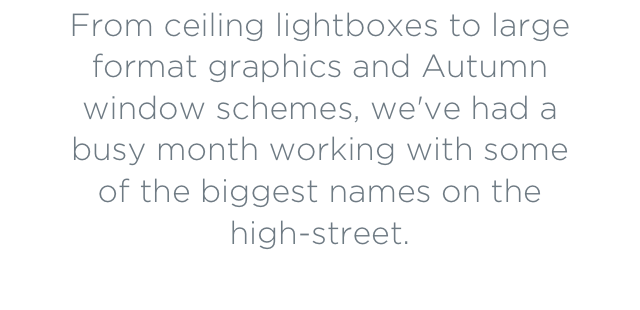 From ceiling lightboxes to large
format graphics and Autumn
window schemes, we've had a
busy month working with some
of the biggest names on the
high-street.